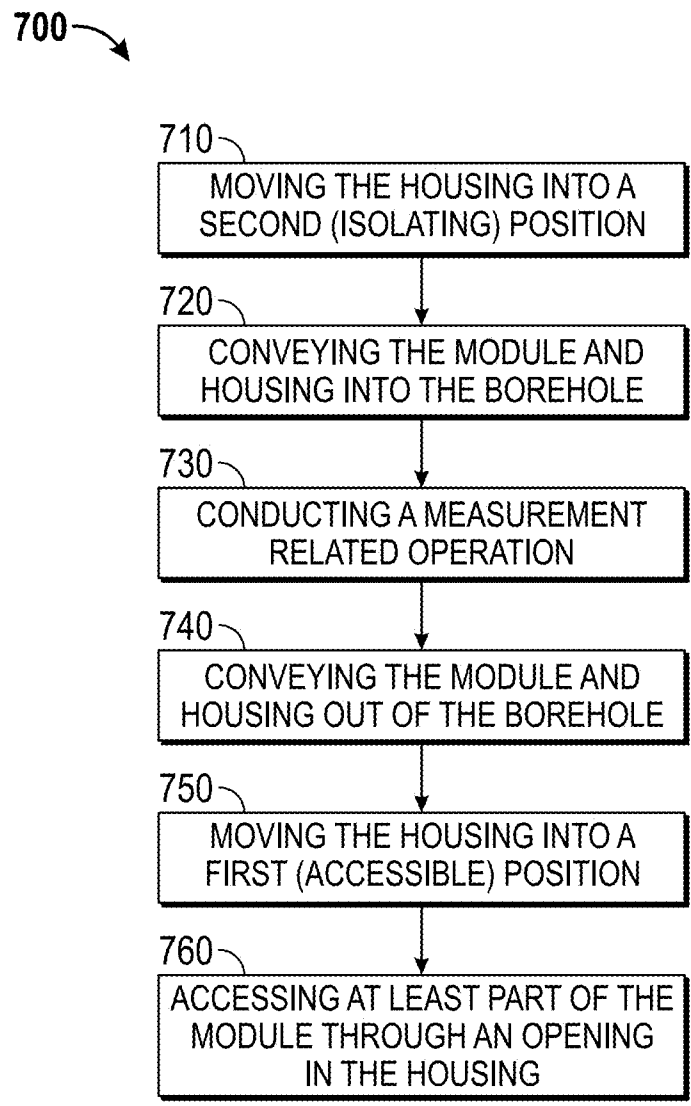 700
710
MOVING THE HOUSING INTO A
SECOND (ISOLATING) POSITION
720
CONVEYING THE MODULE AND
HOUSING INTO THE BOREHOLE
730
CONDUCTING A MEASUREMENT
RELATED OPERATION
740
CONVEYING THE MODULE AND
HOUSING OUT OF THE BOREHOLE
750
MOVING THE HOUSING INTO A
FIRST (ACCESSIBLE) POSITION
760
ACCESSING AT LEAST PART OF THE
MODULE THROUGH AN OPENING
IN THE HOUSING